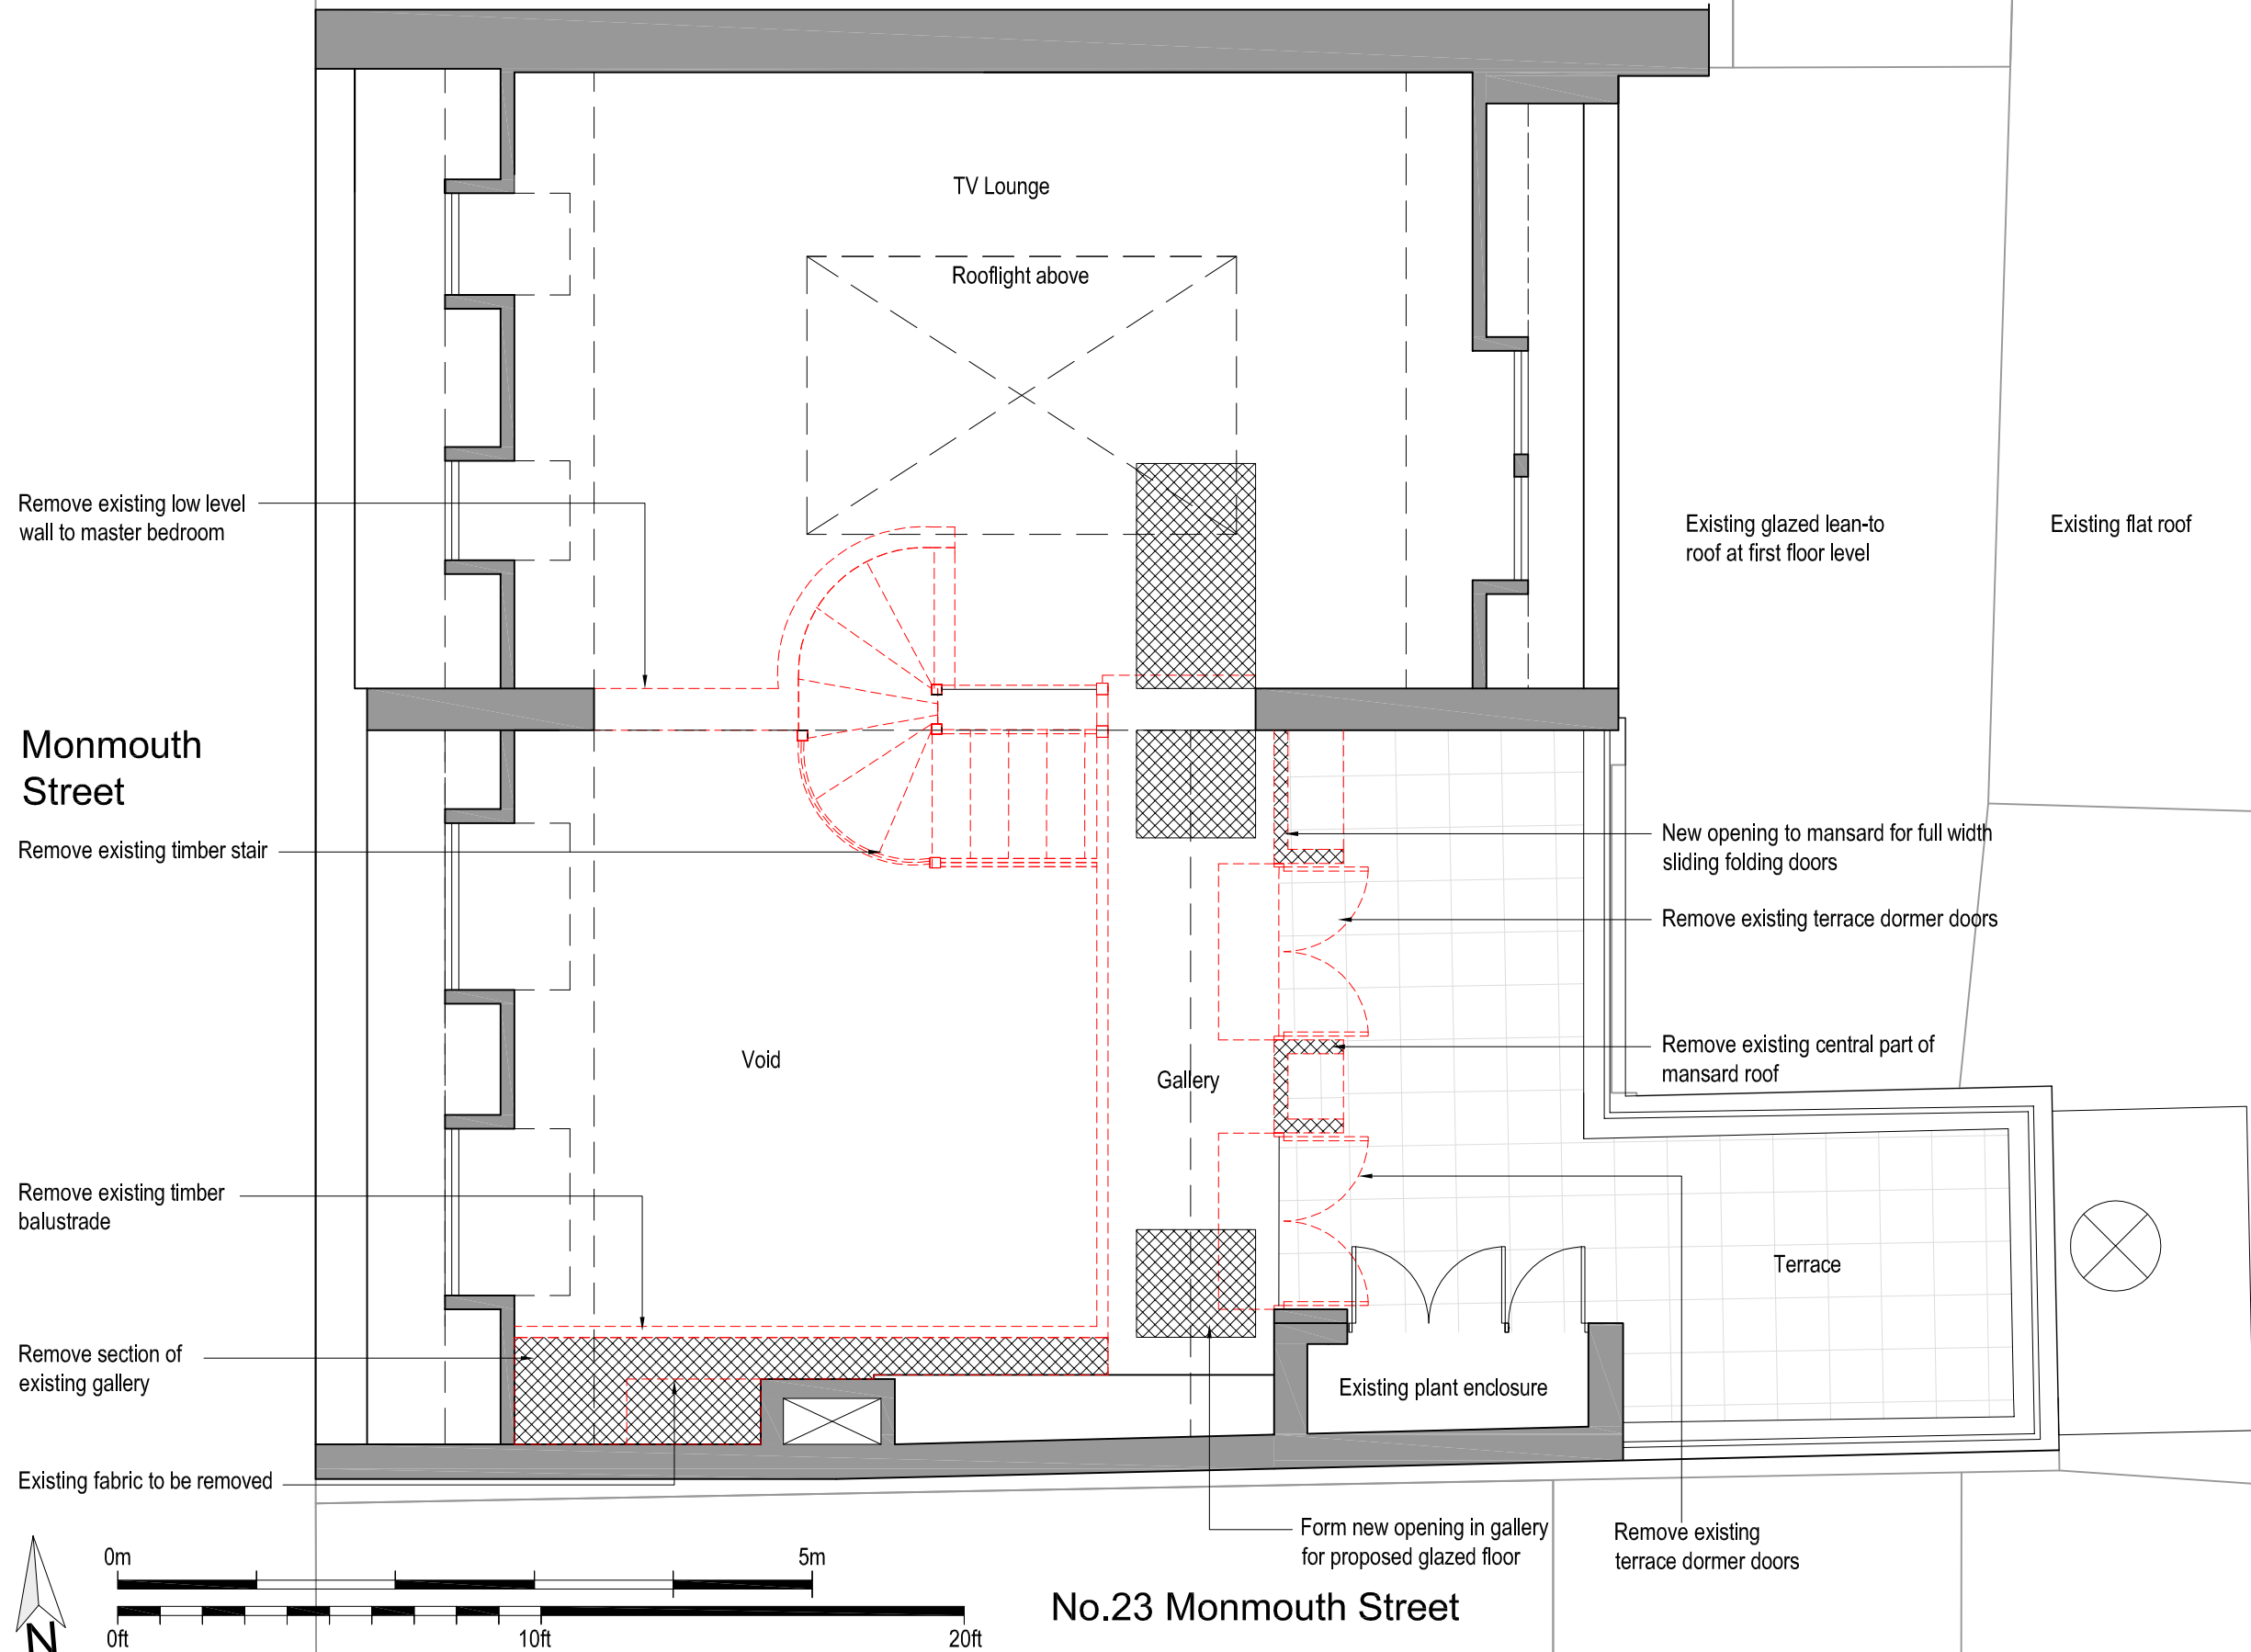 TV Lounge
Rooflight above
Remove existing low level
wall to master bedroom
Existing glazed lean-to
roof at first floor level
Existing flat roof
Monmouth
Street
Remove existing timber stair
New opening to mansard for full width
sliding folding doors
Remove existing terrace dormer doors
Remove existing central part of
mansard roof
Void
Gallery
Remove existing timber
balustrade
Terrace
Remove section of
existing gallery
Existing plant enclosure
Existing fabric to be removed
Form new opening in gallery
for proposed glazed floor
Remove existing
terrace dormer doors
0m
5m
No.23 Monmouth Street
N
0ft
10ft
20ft